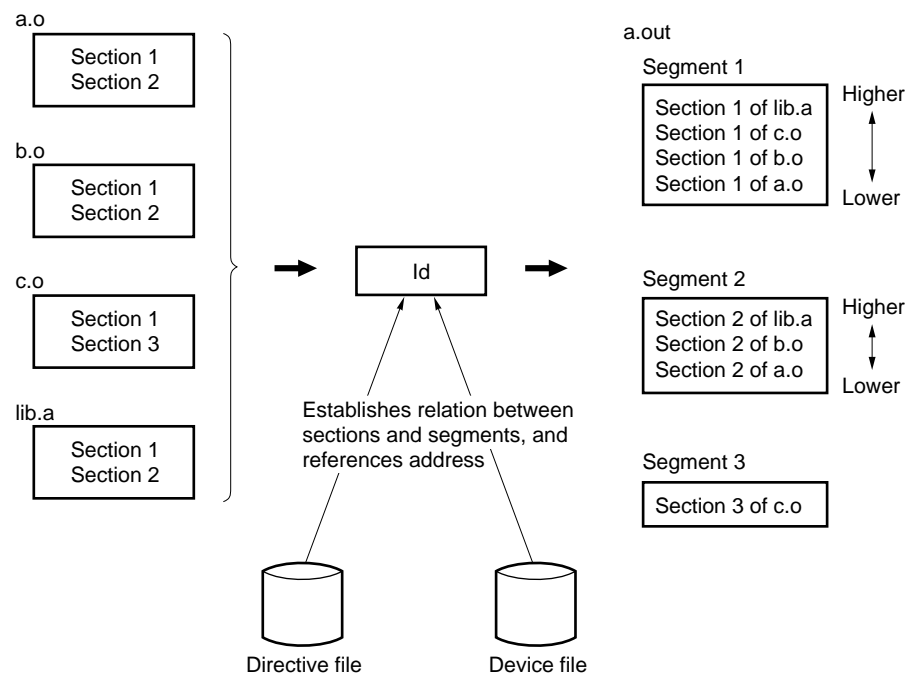 a.o
Section 1
Section 2
b.o
Section 1
Section 2
c.o
Section 1
Section 3
lib.a
Section 1
Section 2
ld
Establishes relation between
sections and segments, and
references address
Directive file
Device file
a.out
Segment 1
Section 1 of lib.a
Section 1 of c.o
Section 1 of b.o
Section 1 of a.o
Higher
Lower
Segment 2
Section 2 of lib.a
Section 2 of b.o
Section 2 of a.o
Higher
Lower
Segment 3
Section 3 of c.o